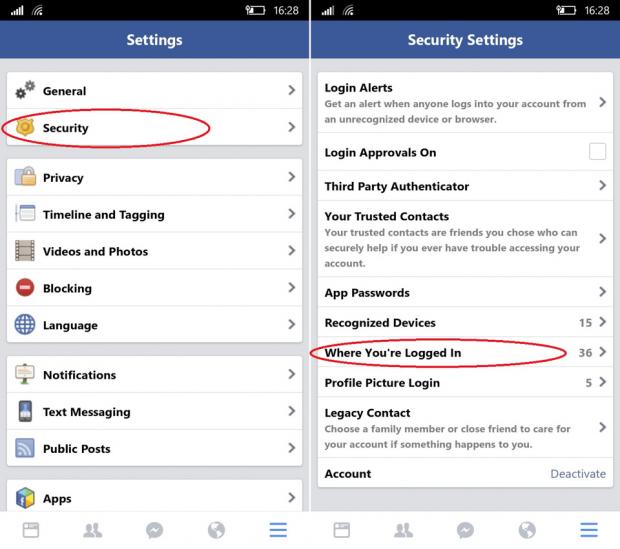 16:28
Settings
General
Security
Privacy
Timeline and Tagging
Videos and Photos
Blocking
Language
Notifications
Text Messaging
Public Posts
Apps
16:28
Security Settings
Login Alerts
Get an alert when anyone logs into your account from
an unrecognized device or browser.
Login Approvals On
Third Party Authenticator
Your Trusted Contacts
Your trusted contacts are friends you chose who can
securely help if you ever have trouble accessing your
account.
App Passwords
Recognized Devices 15
Where You're Logged In 36
Profile Picture Login 5
Legacy Contact
Choose a family member or close friend to care for
your account if something happens to you.
Account Deactivate